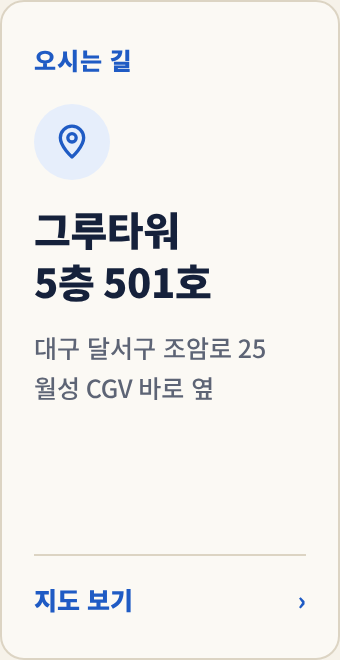 오시는 길
그루타워
5층 501호
대구 달서구 조암로 25
월성 CGV 바로 옆
지도 보기 ›